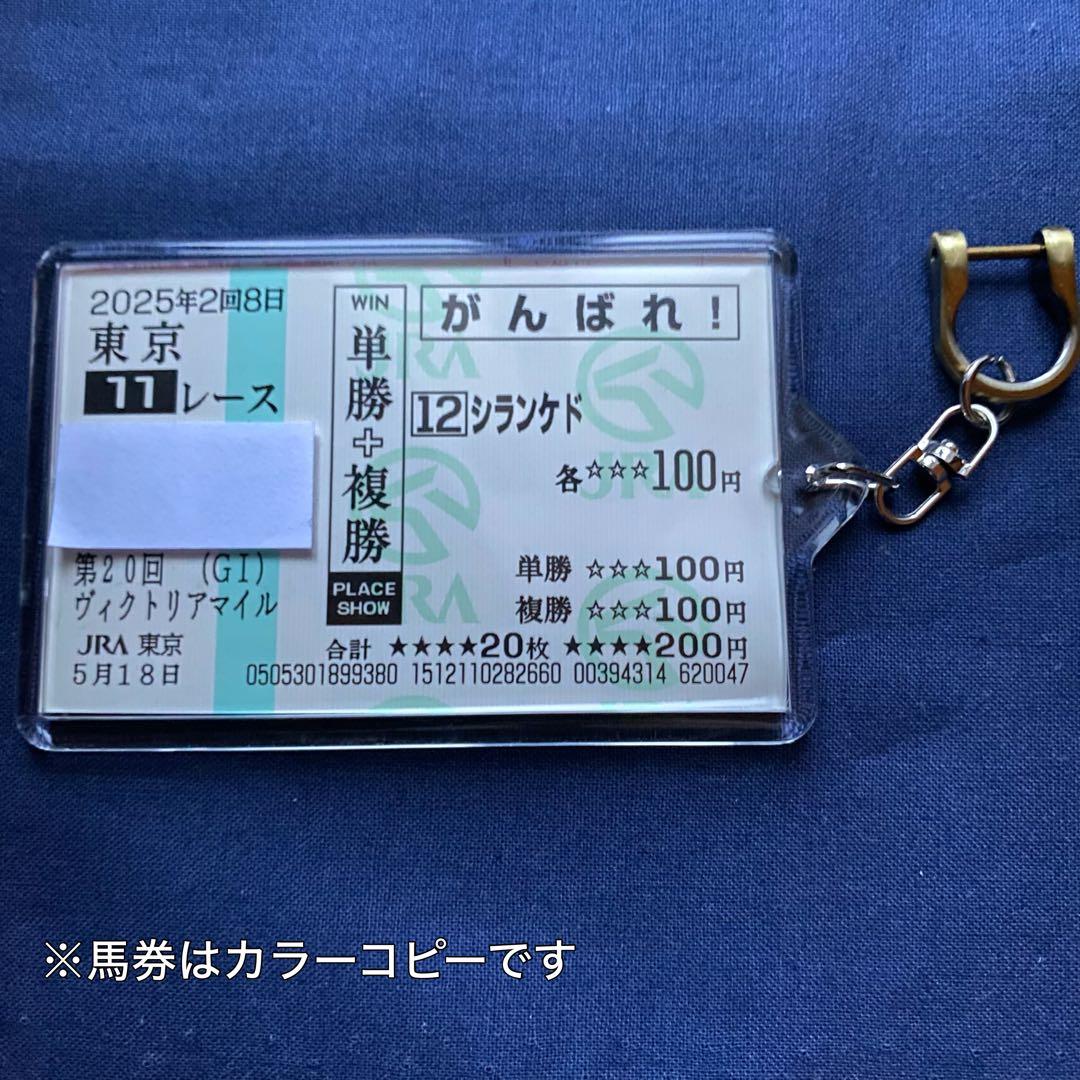 2025年2回8日
東京
11レース
第20回 (GI)
ヴィクトリアマイル
JRA 東京
5月18日
WIN
単勝+複勝
PLACE
SHOW
がんばれ!
12シランケド
各☆☆☆100円
単勝 ☆☆☆100円
複勝 ☆☆☆100円
合計 ★★★★20枚 ★★★★200円
0505301899380 1512110282660 00394314 620047
JRA
JRA
JRA
※馬券はカラーコピーです